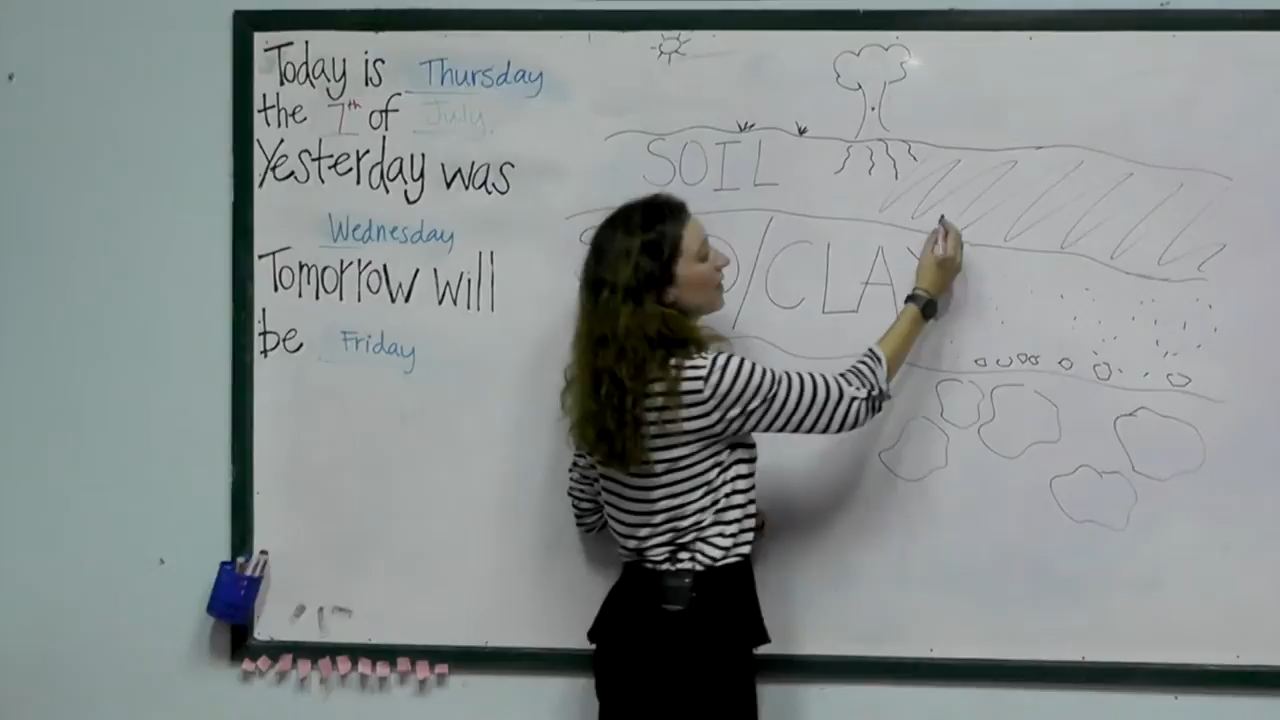 Today is Thursday
the 7th of July
Yesterday was
Wednesday
Tomorrow will
be Friday
SOIL
/CLAY